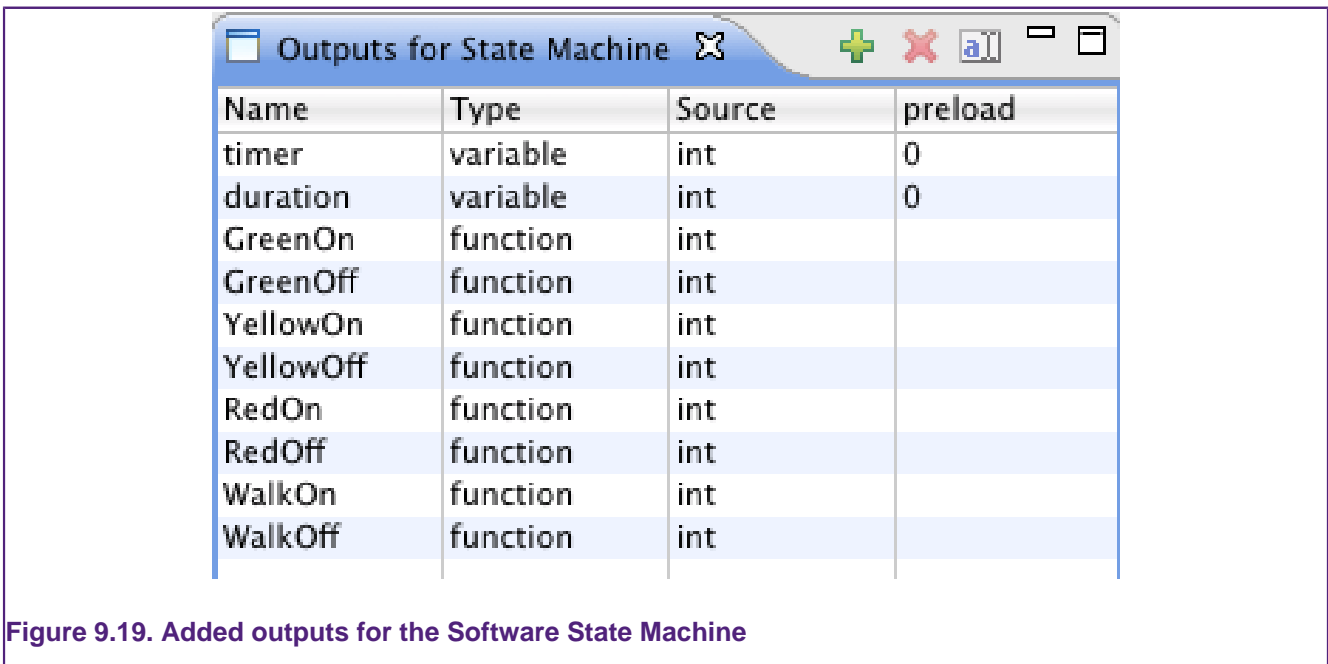 Outputs for State Machine
Name Type Source preload
timer variable int 0
duration variable int 0
GreenOn function int
GreenOff function int
YellowOn function int
YellowOff function int
RedOn function int
RedOff function int
WalkOn function int
WalkOff function int
Figure 9.19. Added outputs for the Software State Machine